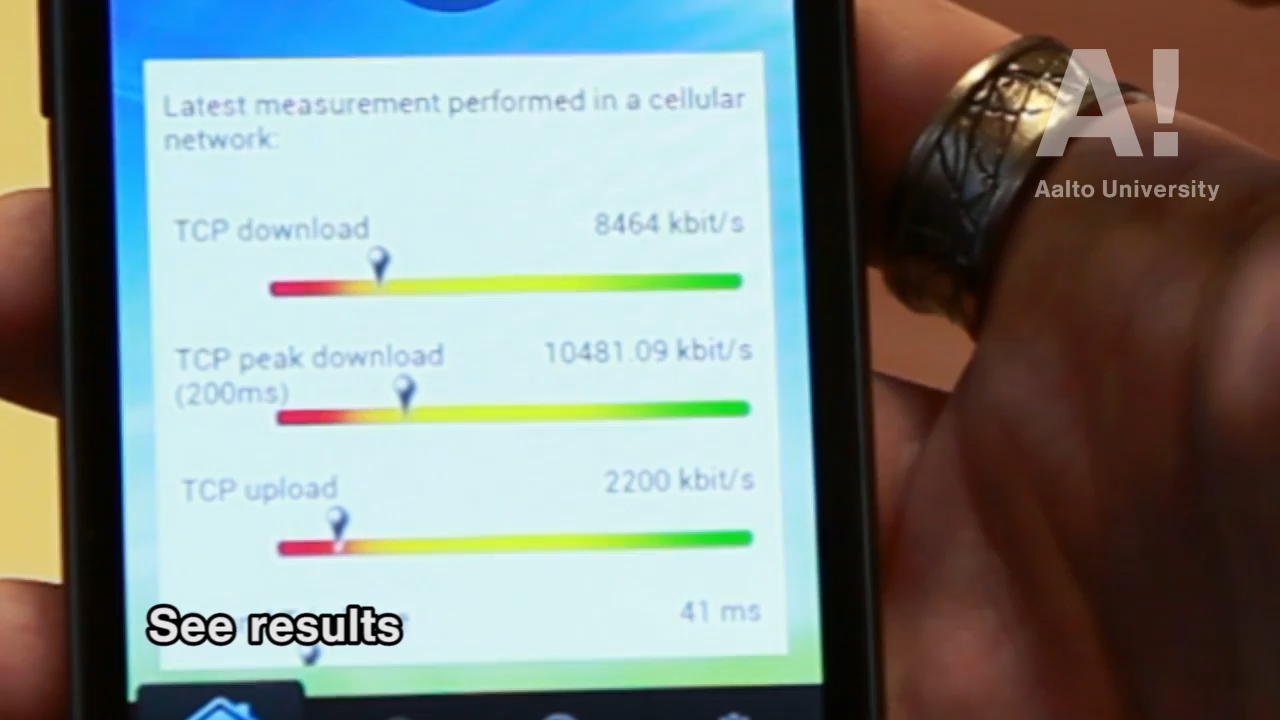 A!
Aalto University
Latest measurement performed in a cellular
network:
TCP download 8464 kbit/s
TCP peak download 10481.09 kbit/s
(200ms)
TCP upload 2200 kbit/s
41 ms
See results